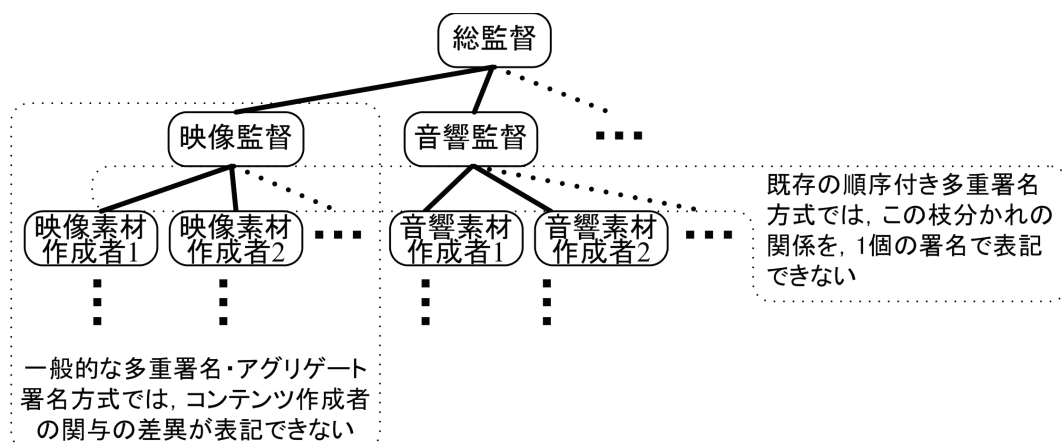 総監督
映像監督
音響監督
映像素材
作成者1
映像素材
作成者2
音響素材
作成者1
音響素材
作成者2
既存の順序付き多重署名
方式では, この枝分かれの
関係を, 1個の署名で表記
できない
一般的な多重署名・アグリゲート
署名方式では, コンテンツ作成者
の関与の差異が表記できない